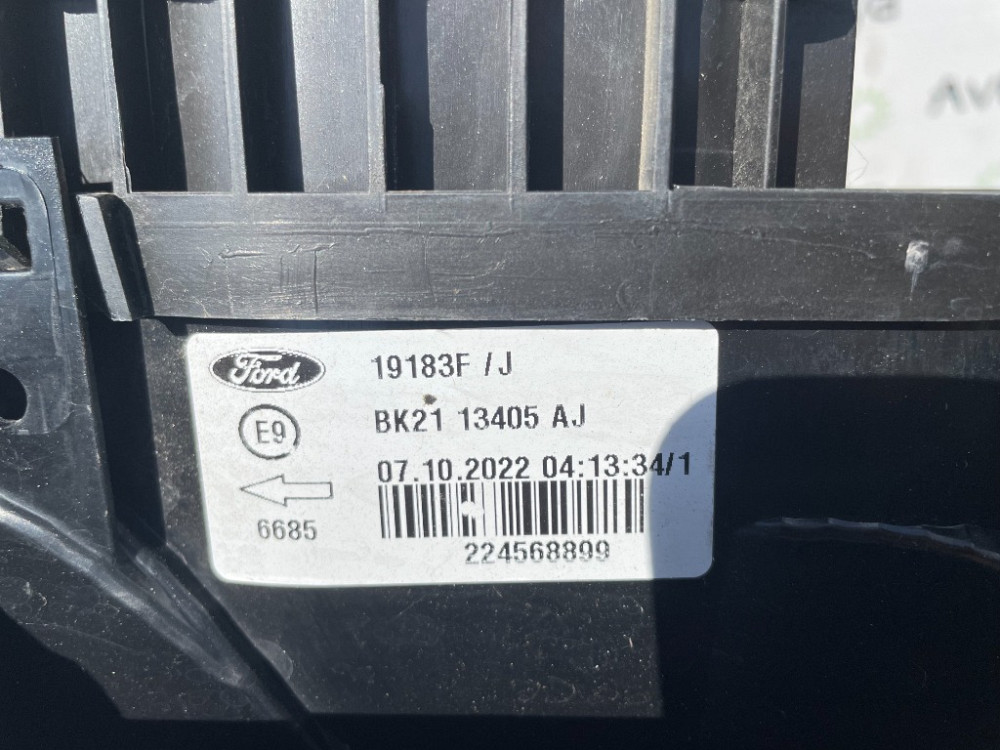 Ford
19183F /J
BK21 13405 AJ
E9
07.10.2022 04:13:34/1
6685
224568899